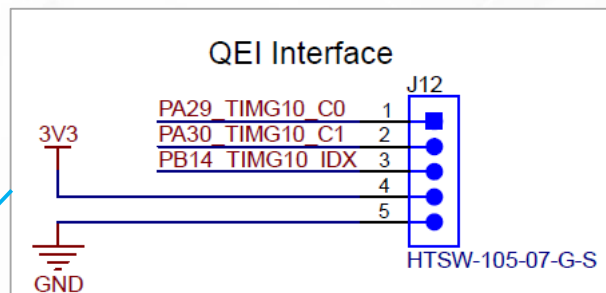 QEI Interface
J12
PA29_TIMG10_C0 1
3V3 PA30_TIMG10_C1 2
PB14_TIMG10_IDX 3
4
5
HTSW-105-07-G-S
GND